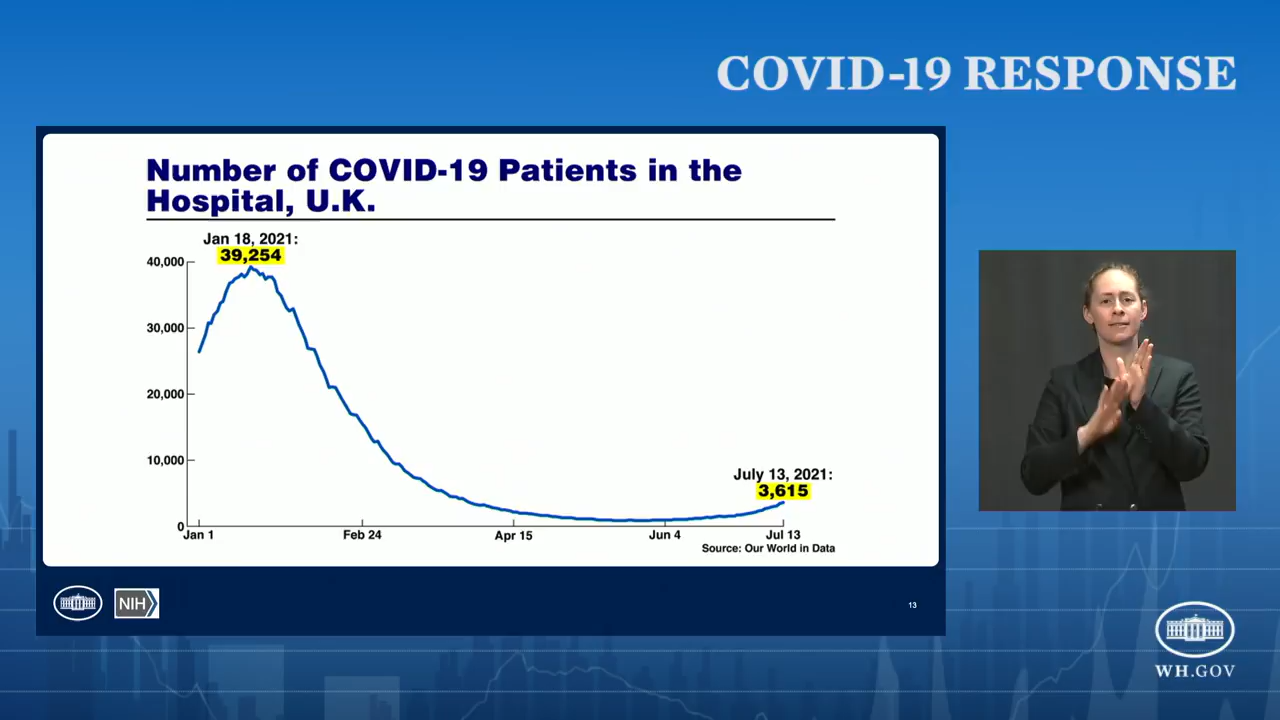 COVID-19 RESPONSE
Number of COVID-19 Patients in the
Hospital, U.K.
Jan 18, 2021:
39,254
40,000
30,000
20,000
10,000
0
July 13, 2021:
3,615
Jan 1
Feb 24
Apr 15
Jun 4
Jul 13
Source: Our World in Data
NIH
13
WH.GOV